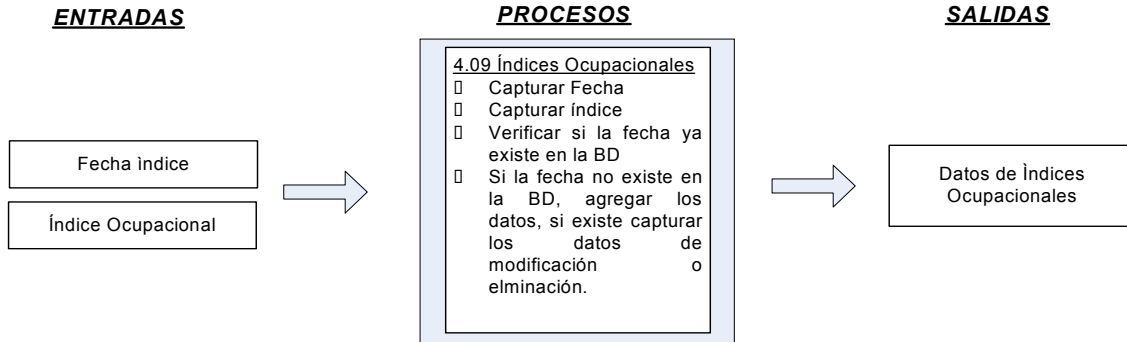 ENTRADAS
PROCESOS
SALIDAS
Fecha ìndice
Índice Ocupacional
4.09 Índices Ocupacionales
▯ Capturar Fecha
▯ Capturar índice
▯ Verificar si la fecha ya
existe en la BD
▯ Si la fecha no existe en
la BD, agregar los
datos, si existe capturar
los datos de
modificación o
elminación.
Datos de Ìndices
Ocupacionales